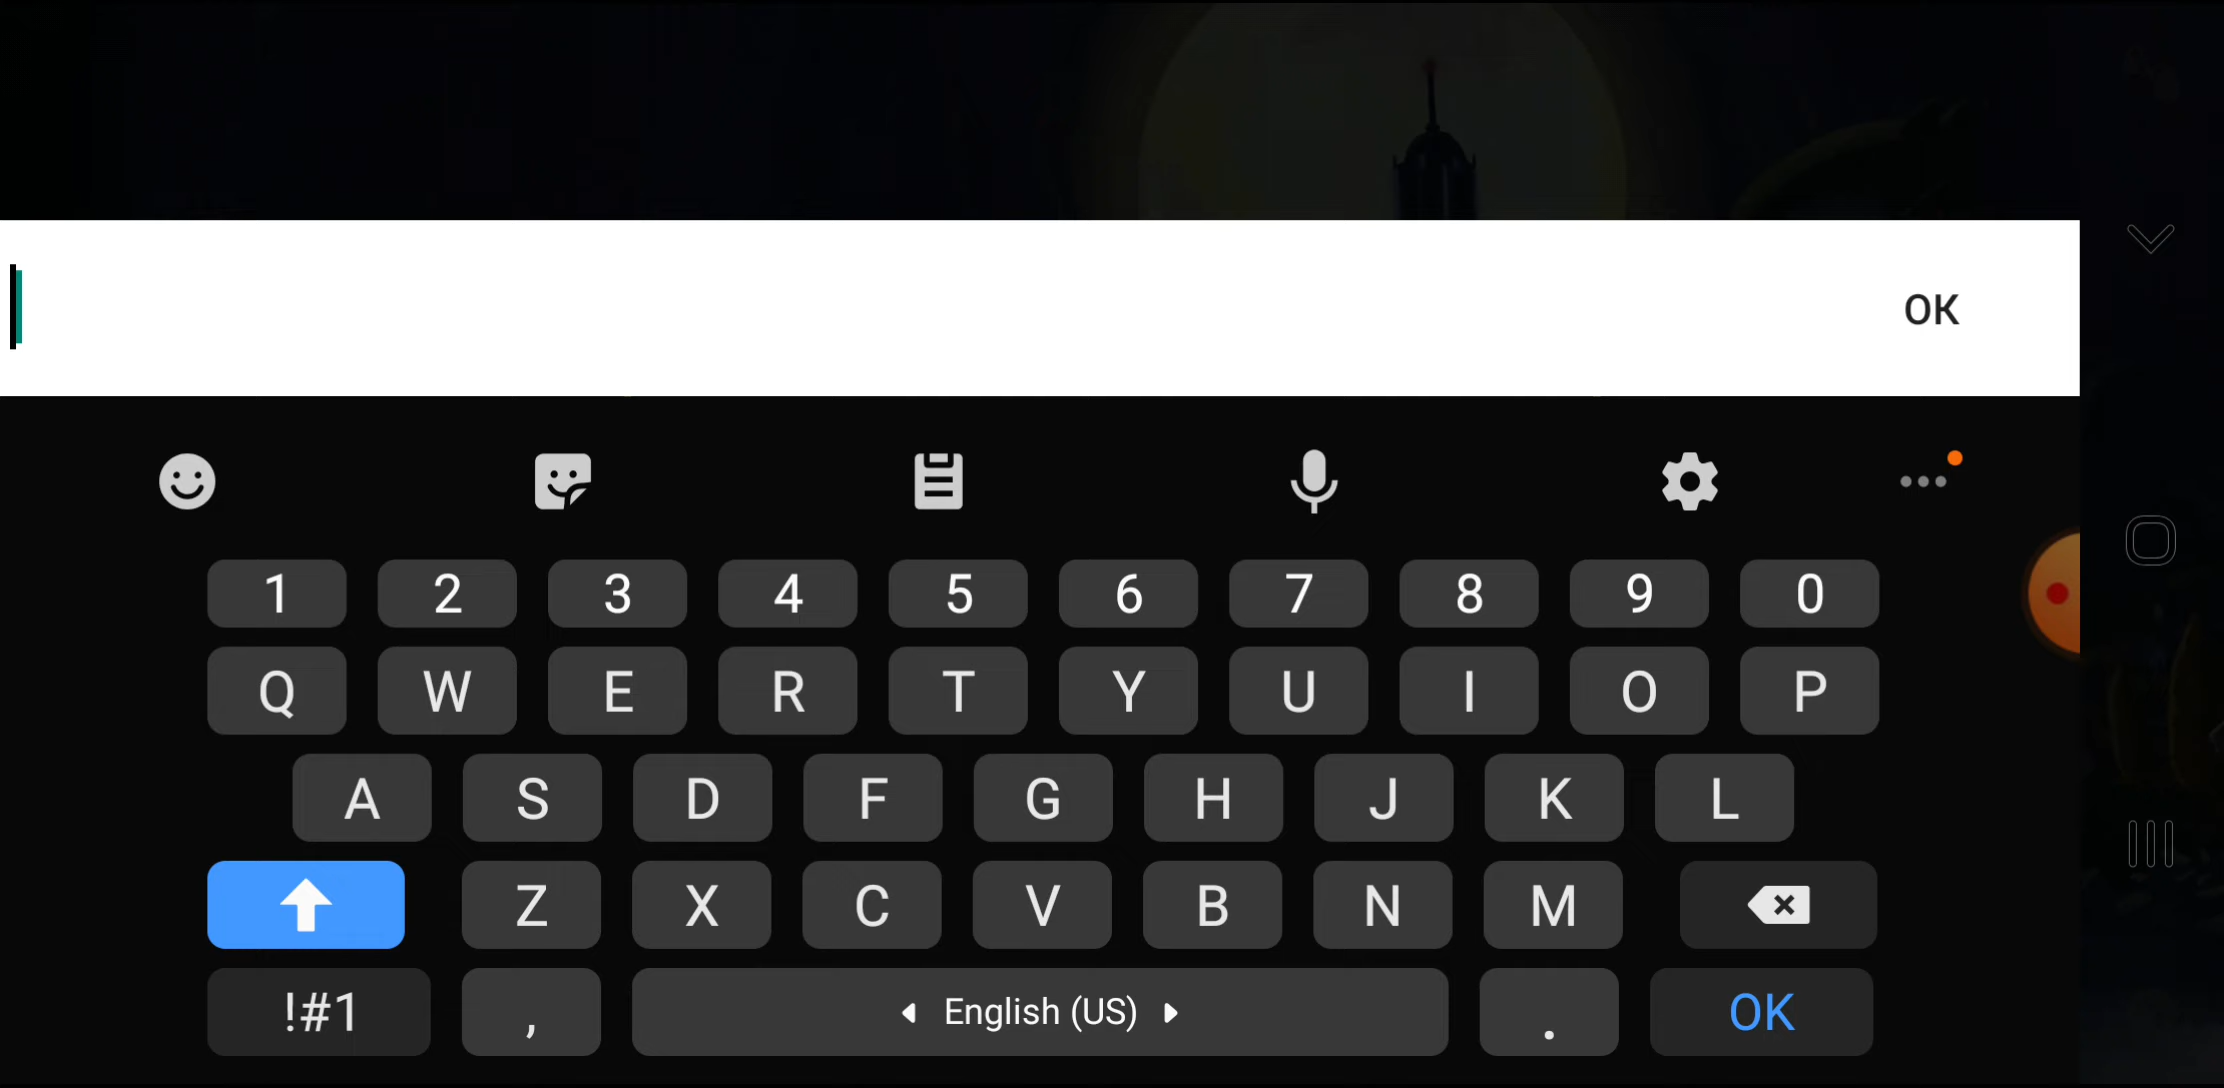 OK
1 2 3 4 5 6 7 8 9 0
Q W E R T Y U I O P
A S D F G H J K L
Z X C V B N M
!#1 , English (US) . OK